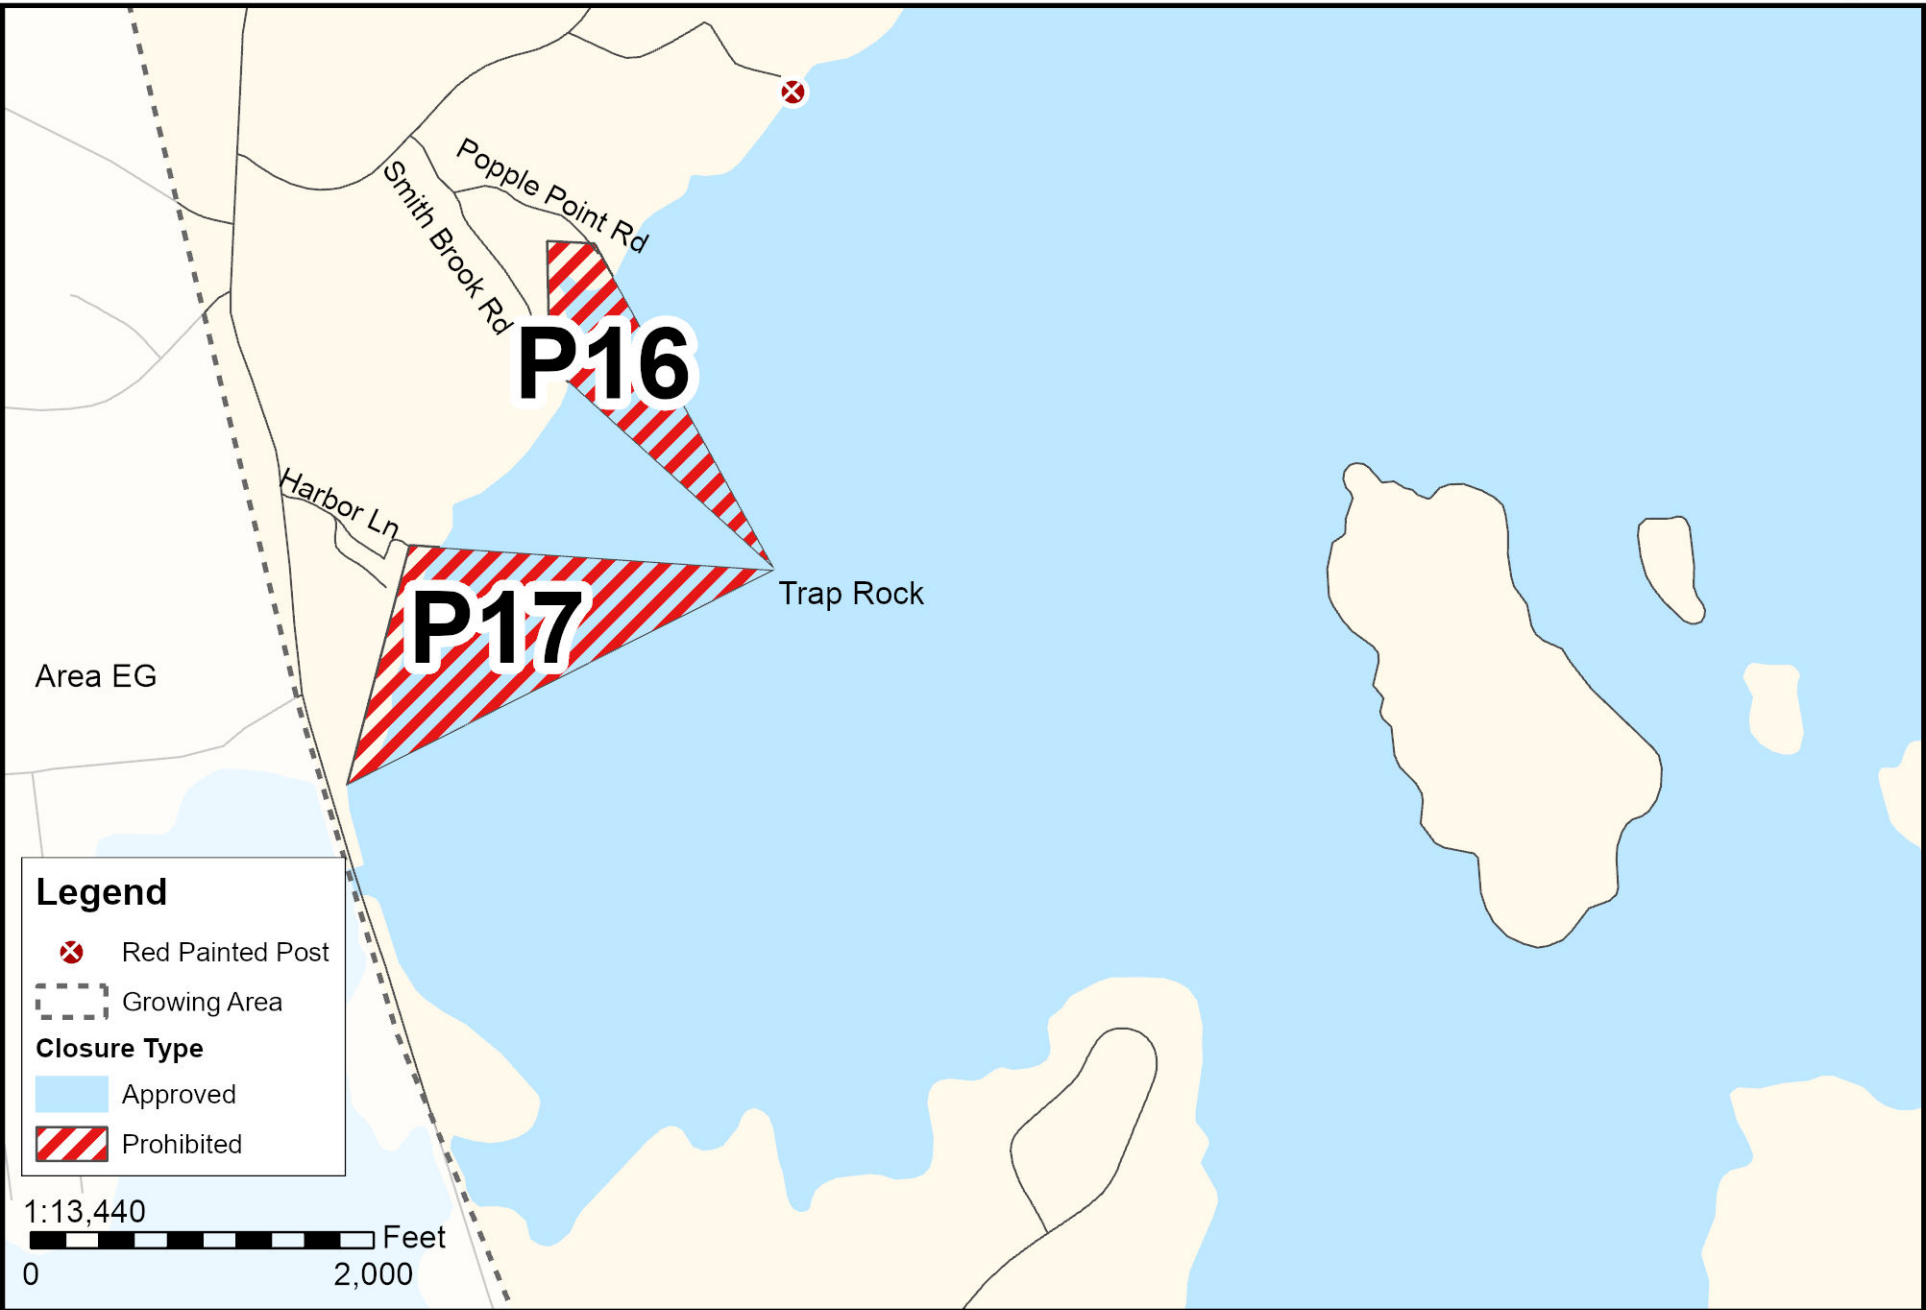 Popple Point Rd
Smith Brook Rd
P16
Harbor Ln
P17
Trap Rock
Area EG
Legend
Red Painted Post
Growing Area
Closure Type
Approved
Prohibited
1:13,440
Feet
0 2,000